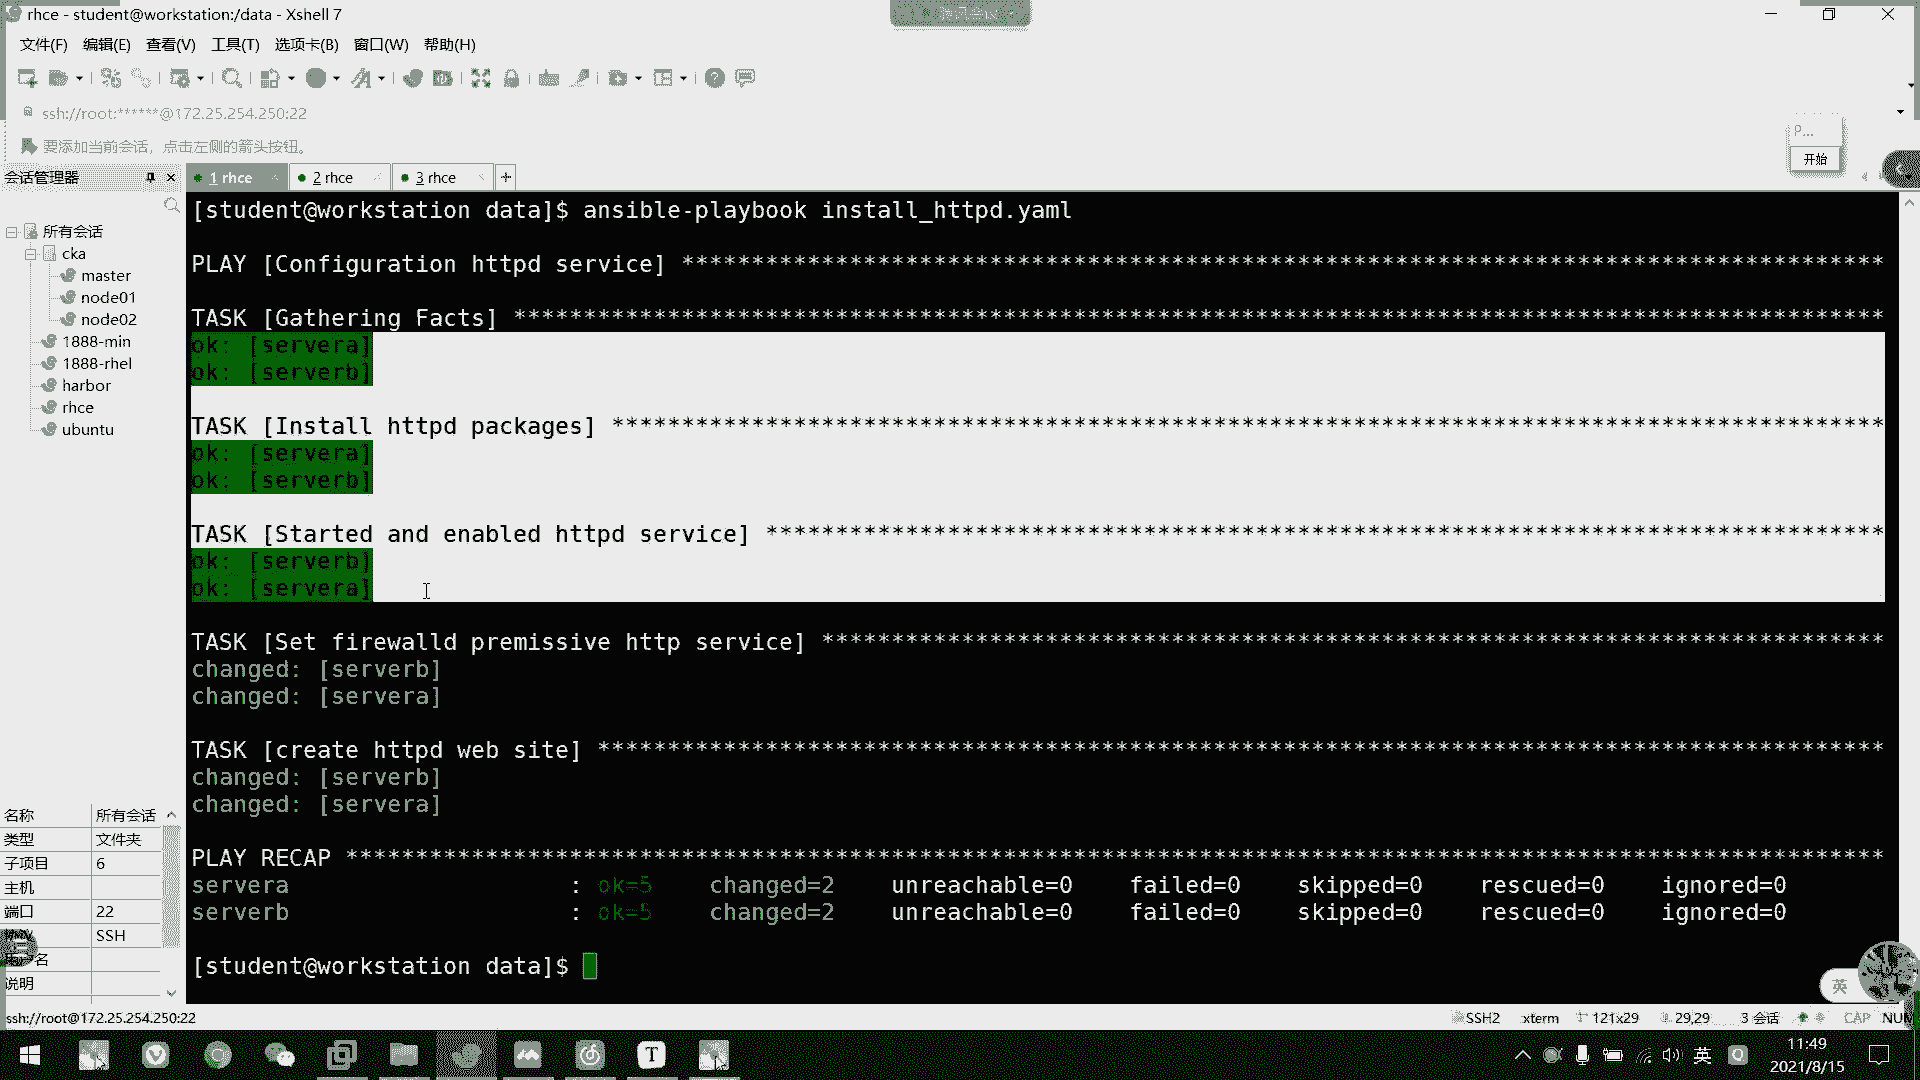 rhce - student@workstation:/data - Xshell 7
文件(F) 编辑(E) 查看(V) 工具(T) 选项卡(B) 窗口(W) 帮助(H)
ssh://root:******@172.25.254.250:22
要添加当前会话，点击左侧的箭头按钮。
P...
开始
会话管理器
1 rhce
2 rhce
3 rhce
+
所有会话
cka
master
node01
node02
1888-min
1888-rhel
harbor
rhce
ubuntu
[student@workstation data]$ ansible-playbook install_httpd.yaml
PLAY [Configuration httpd service] **************************************************************************************
TASK [Gathering Facts] **************************************************************************************************
ok: [servera]
ok: [serverb]
TASK [Install httpd packages] *******************************************************************************************
ok: [servera]
ok: [serverb]
TASK [Started and enabled httpd service] ********************************************************************************
ok: [serverb]
ok: [servera]
TASK [Set firewalld premissive http service] ****************************************************************************
changed: [serverb]
changed: [servera]
TASK [create httpd web site] ********************************************************************************************
changed: [serverb]
changed: [servera]
PLAY RECAP **************************************************************************************************************
servera : ok=5 changed=2 unreachable=0 failed=0 skipped=0 rescued=0 ignored=0
serverb : ok=5 changed=2 unreachable=0 failed=0 skipped=0 rescued=0 ignored=0
[student@workstation data]$
名称 所有会话
类型 文件夹
子项目 6
主机
端口 22
SSH
说明
英
ssh://root@172.25.254.250:22
SSH2 xterm 121x29 29,29 3 会话 CAP NUM
T
英
11:49
2021/8/15